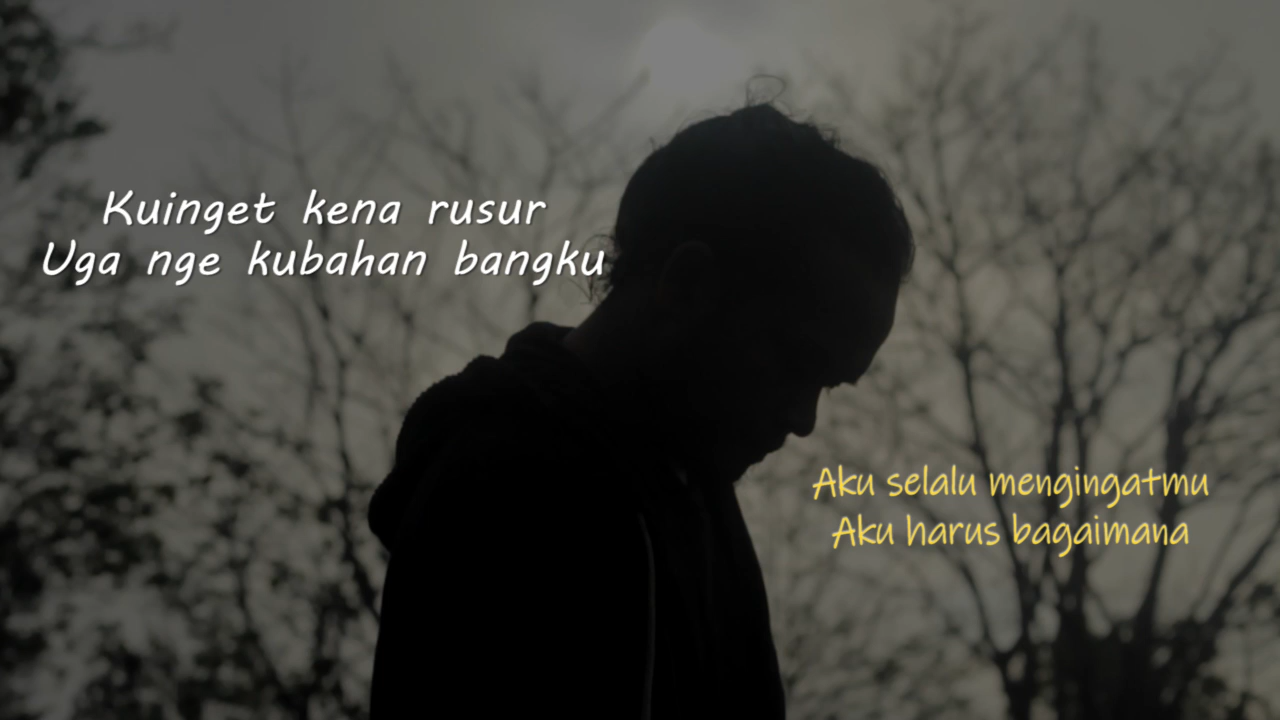 Kuinget kena rusur
Uga nge kubahan bangku
Aku selalu mengingatmu
Aku harus bagaimana